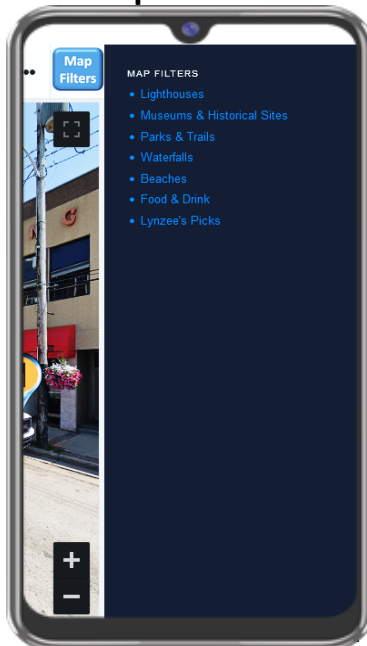 Map
Filters
MAP FILTERS
Lighthouses
Museums & Historical Sites
Parks & Trails
Waterfalls
Beaches
Food & Drink
Lynzee's Picks
N G